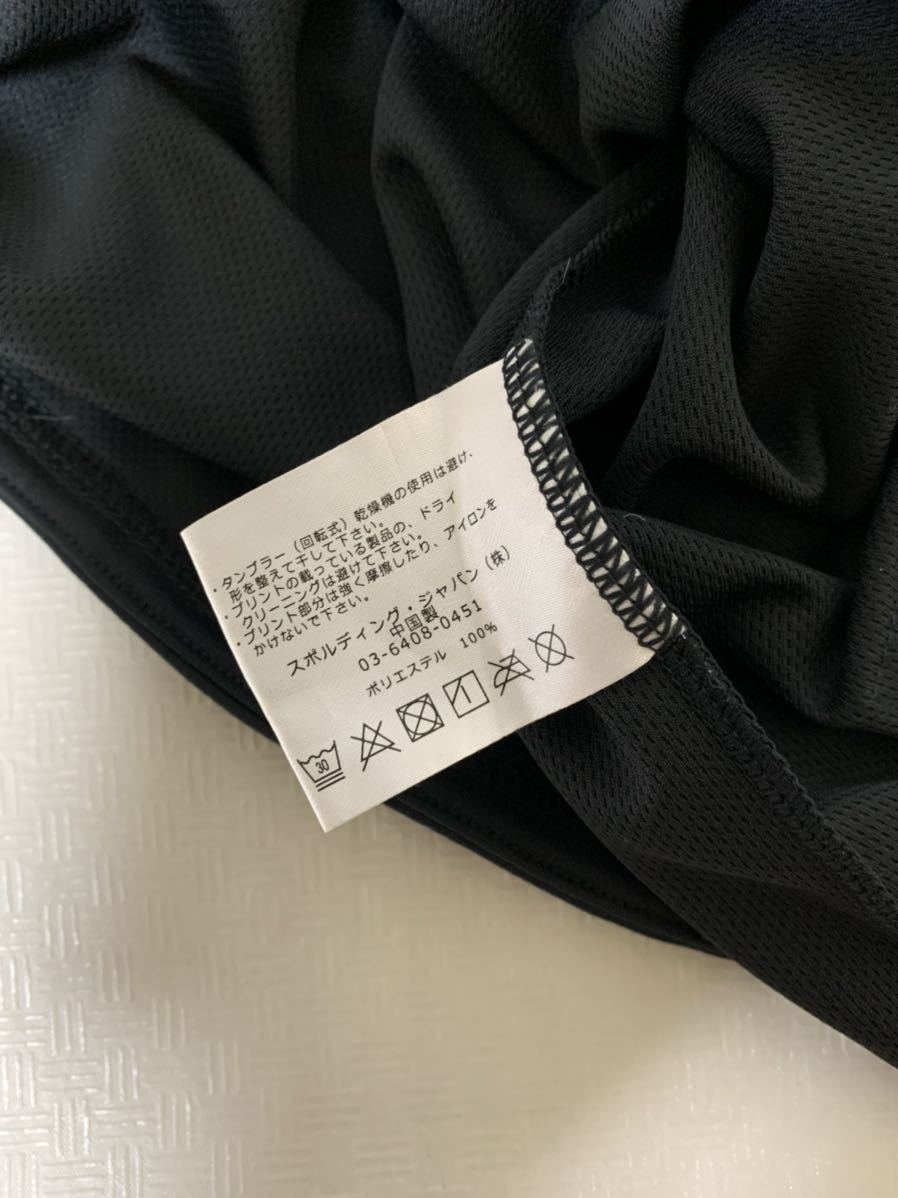 ・タンブラー（回転式）乾燥機の使用は避け、
形を整えて干して下さい。
・プリントの載っている製品の、ドライ
クリーニングは避けて下さい。
・プリント部分は強く摩擦したり、アイロンを
かけないで下さい。
スポルディング・ジャパン（株）
中国製
03-6408-0451
ポリエステル 100%
30